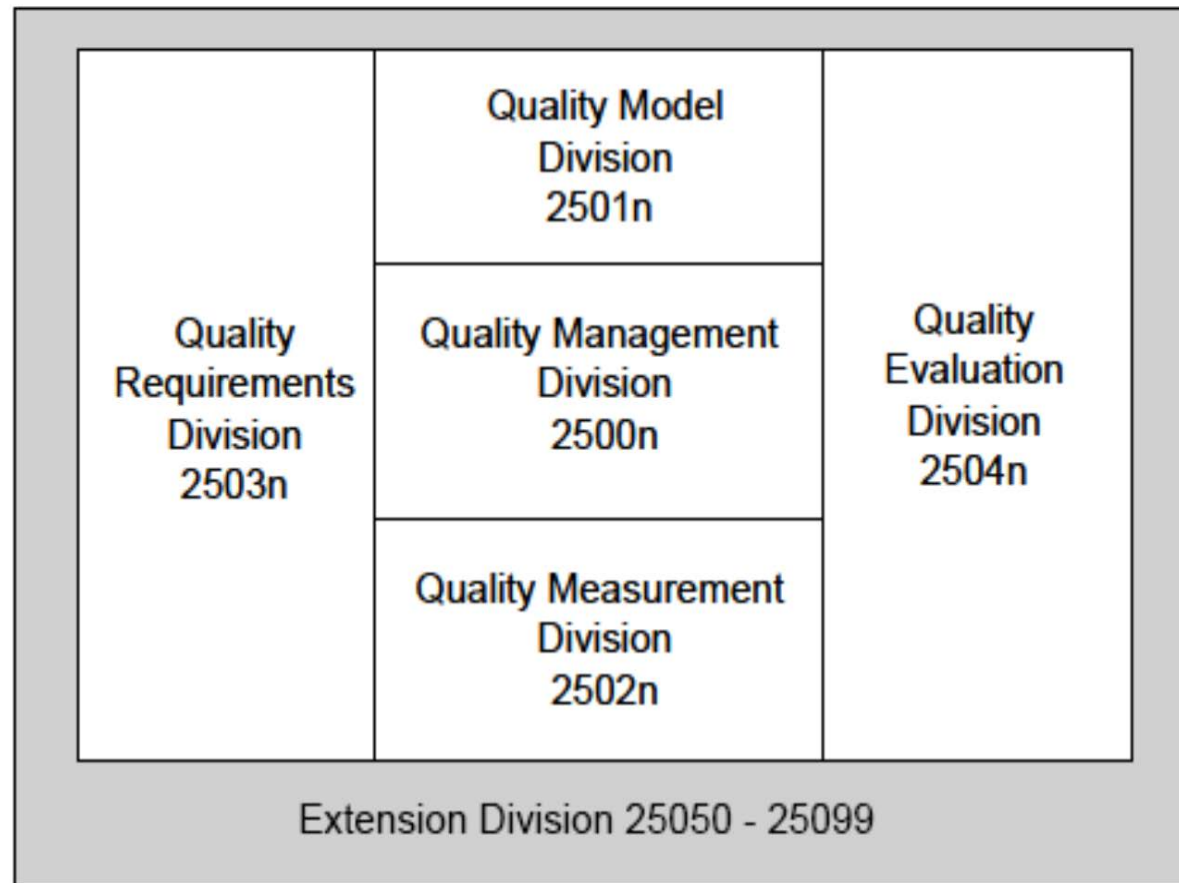 Quality
Requirements
Division
2503n
Quality Model
Division
2501n
Quality Management
Division
2500n
Quality Measurement
Division
2502n
Quality
Evaluation
Division
2504n
Extension Division 25050 - 25099